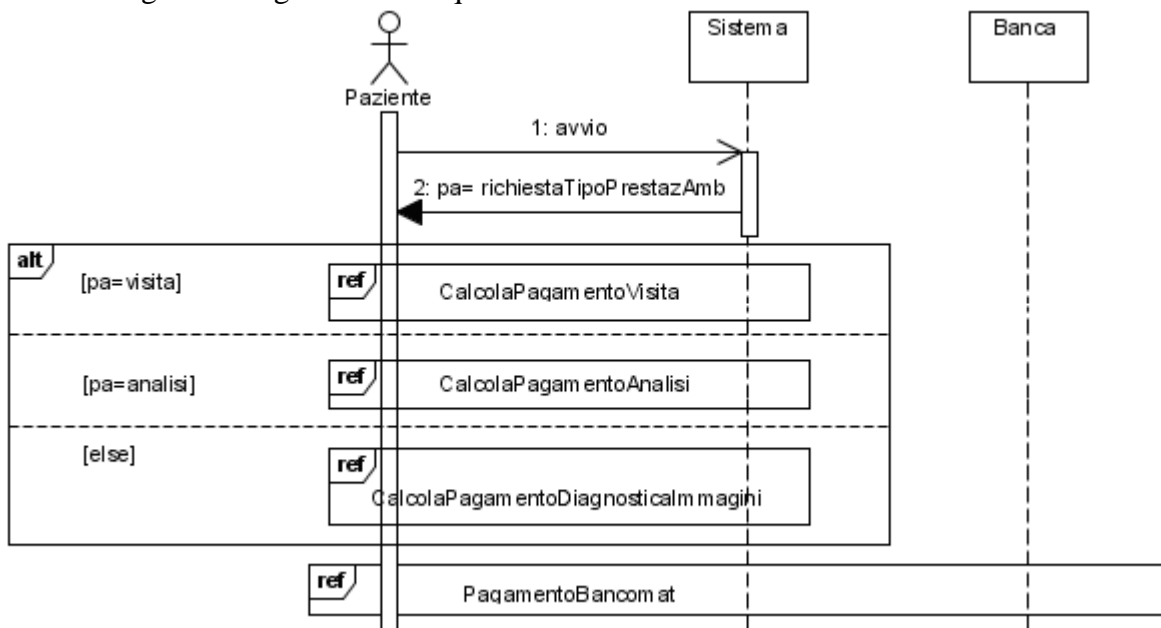 Sistema
Banca
Paziente
1: avvio
2: pa= richiestaTipoPrestazAmb
alt
[pa=visita]
ref
CalcolaPagamentoVisita
[pa=analisi]
ref
CalcolaPagamentoAnalisi
[else]
ref
CalcolaPagamentoDiagnosticaImmagini
ref
PagamentoBancomat